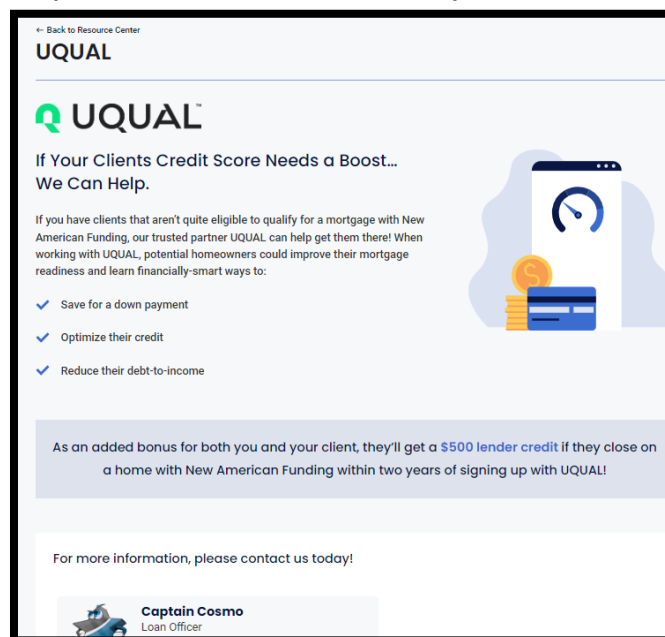 ← Back to Resource Center
UQUAL
UQUAL™
If Your Clients Credit Score Needs a Boost...
We Can Help.
If you have clients that aren't quite eligible to qualify for a mortgage with New
American Funding, our trusted partner UQUAL can help get them there! When
working with UQUAL, potential homeowners could improve their mortgage
readiness and learn financially-smart ways to:
Save for a down payment
Optimize their credit
Reduce their debt-to-income
As an added bonus for both you and your client, they'll get a $500 lender credit if they close on
a home with New American Funding within two years of signing up with UQUAL!
For more information, please contact us today!
Captain Cosmo
Loan Officer